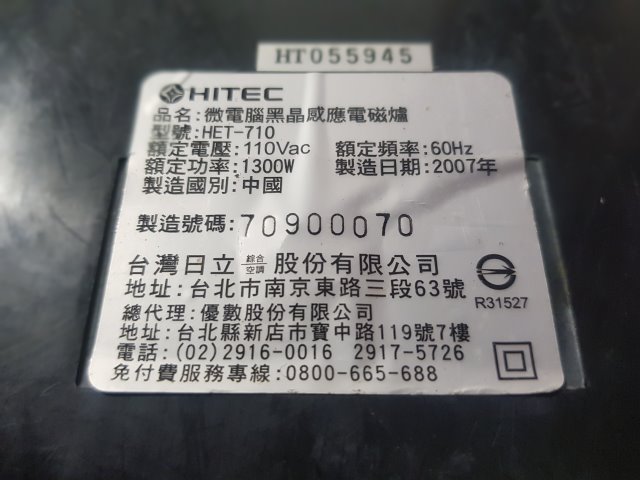 HT055945
HITEC
品名:微電腦黑晶感應電磁爐
型號:HET-710
額定電壓:110Vac 額定頻率:60Hz
額定功率:1300W 製造日期:2007年
製造國別:中國
製造號碼:70900070
台灣日立綜合空調股份有限公司
地址:台北市南京東路三段63號
R31527
總代理:優數股份有限公司
地址:台北縣新店市寶中路119號7樓
電話:(02)2916-0016 2917-5726
免付費服務專線:0800-665-688